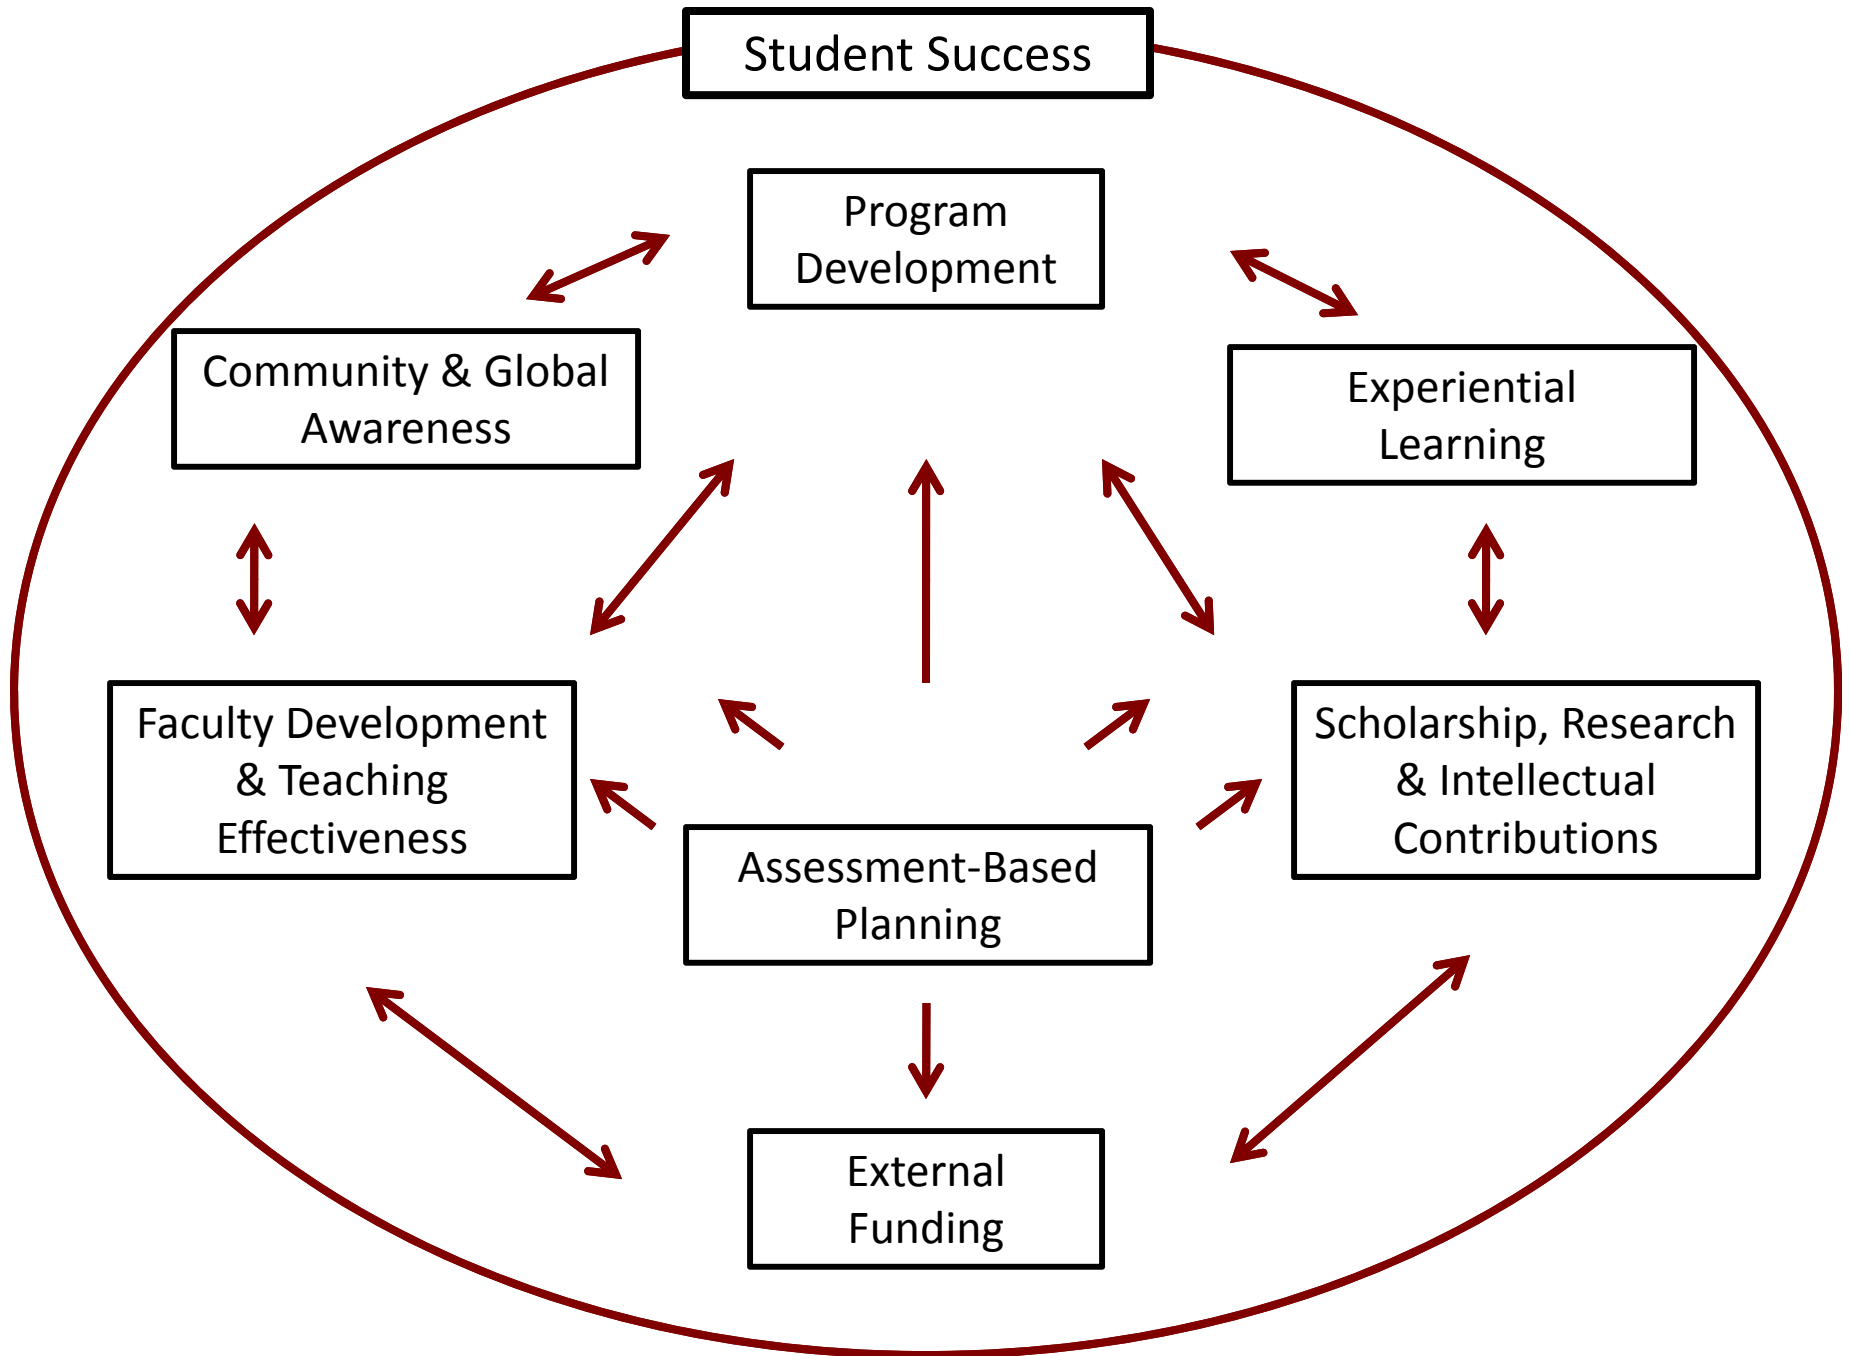 Student Success
Program
Development
Community & Global
Awareness
Experiential
Learning
Faculty Development
& Teaching
Effectiveness
Scholarship, Research
& Intellectual
Contributions
Assessment-Based
Planning
External
Funding